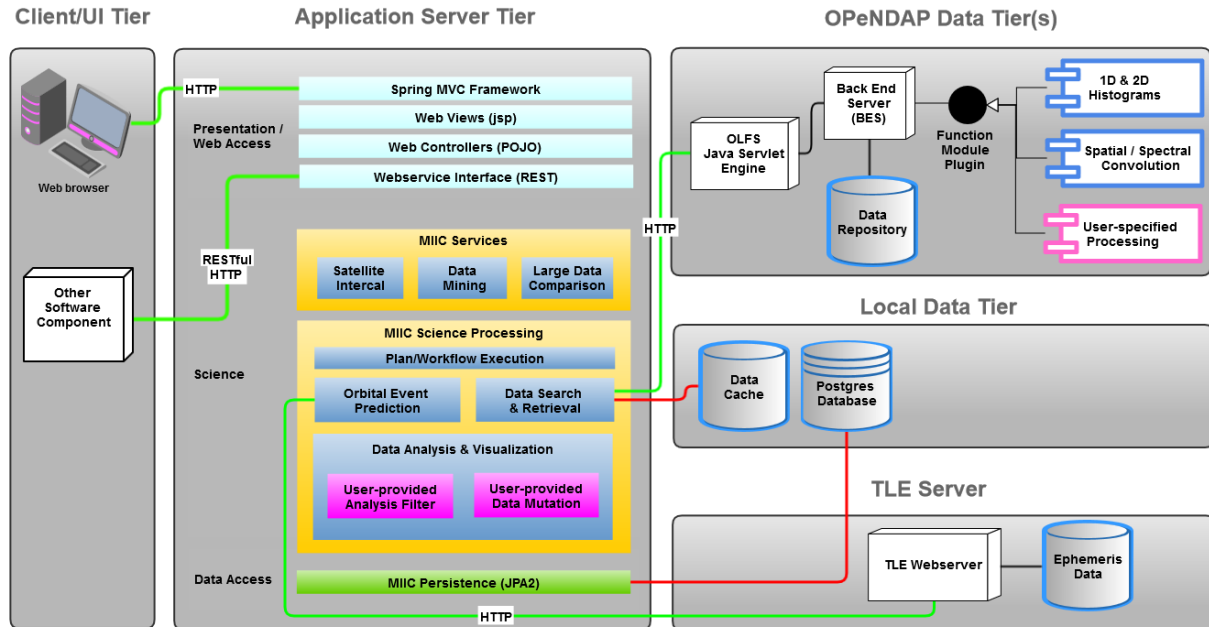 Client/UI Tier
Application Server Tier
OPeNDAP Data Tier(s)
HTTP
Web browser
RESTful
HTTP
Other
Software
Component
Presentation /
Web Access
Spring MVC Framework
Web Views (jsp)
Web Controllers (POJO)
Webservice Interface (REST)
Science
MIIC Services
Satellite
Intercal
Data
Mining
Large Data
Comparison
MIIC Science Processing
Plan/Workflow Execution
Orbital Event
Prediction
Data Search
& Retrieval
Data Analysis & Visualization
User-provided
Analysis Filter
User-provided
Data Mutation
Data Access
MIIC Persistence (JPA2)
HTTP
HTTP
OLFS
Java Servlet
Engine
Back End
Server
(BES)
Data
Repository
Function
Module
Plugin
1D & 2D
Histograms
Spatial / Spectral
Convolution
User-specified
Processing
Local Data Tier
Data
Cache
Postgres
Database
TLE Server
TLE Webserver
Ephemeris
Data